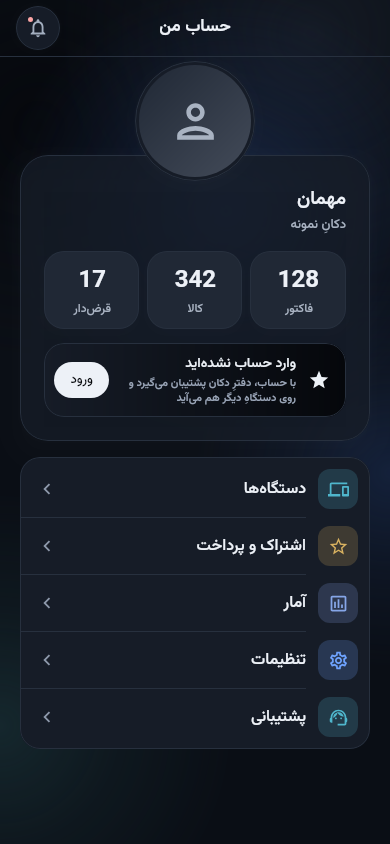 حساب من
مهمان
دکانِ نمونه
128
فاکتور
342
کالا
17
قرض‌دار
وارد حساب نشده‌اید
با حساب، دفترِ دکان پشتیبان می‌گیرد و
روی دستگاهِ دیگر هم می‌آید
ورود
دستگاه‌ها
اشتراک و پرداخت
آمار
تنظیمات
پشتیبانی